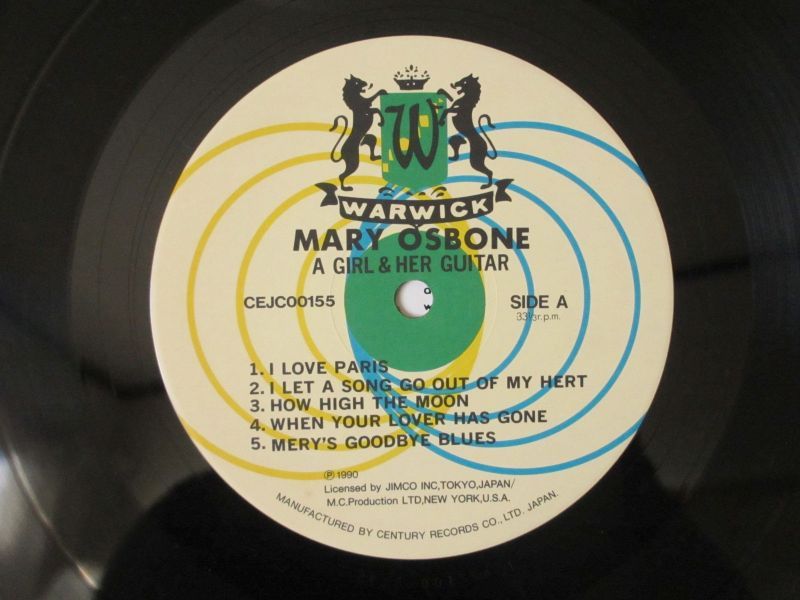 W
WARWICK
MARY OSBONE
A GIRL & HER GUITAR
CEJC00155
SIDE A
33⅓r.p.m.
1. I LOVE PARIS
2. I LET A SONG GO OUT OF MY HERT
3. HOW HIGH THE MOON
4. WHEN YOUR LOVER HAS GONE
5. MERY'S GOODBYE BLUES
Ⓟ1990
Licensed by JIMCO INC,TOKYO,JAPAN/
M.C.Production LTD,NEW YORK,U.S.A.
MANUFACTURED BY CENTURY RECORDS CO., LTD. JAPAN.